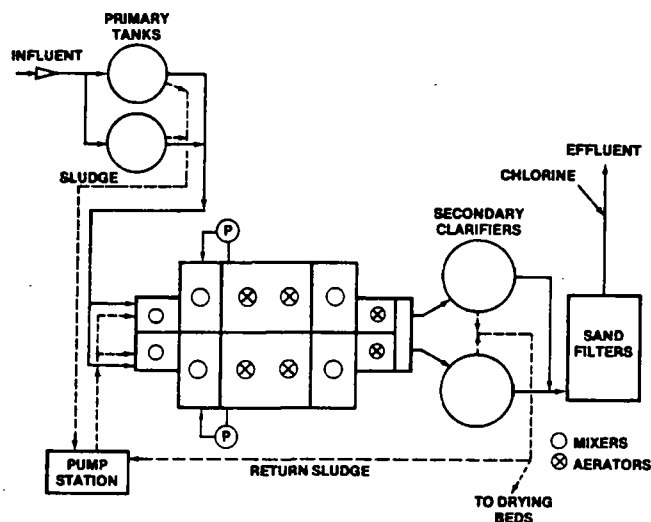 PRIMARY
TANKS
INFLUENT
SLUDGE
EFFLUENT
CHLORINE
SECONDARY
CLARIFIERS
P
SAND
FILTERS
P
MIXERS
AERATORS
PUMP
STATION
RETURN SLUDGE
TO DRYING
BEDS